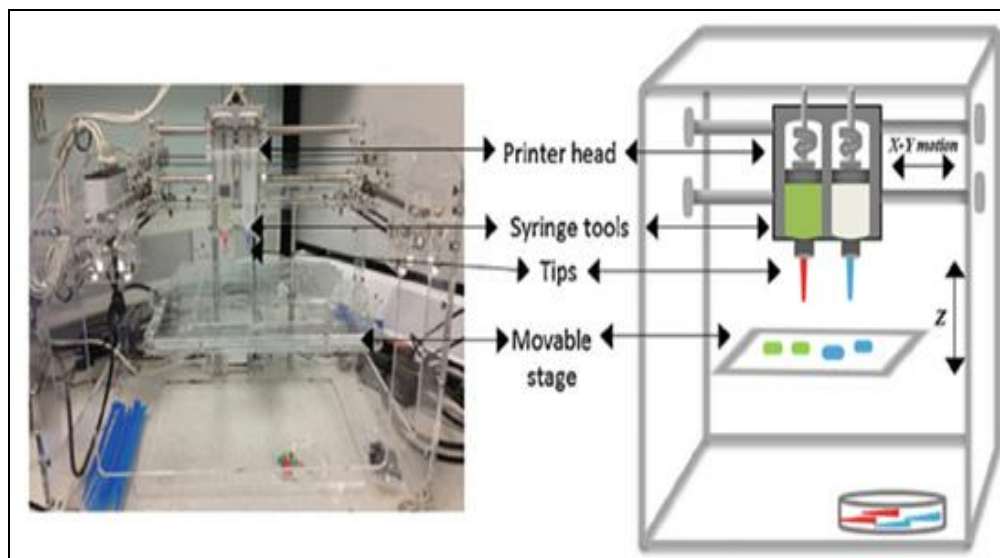 Printer head
X-Y motion
Syringe tools
Tips
Z
Movable
stage